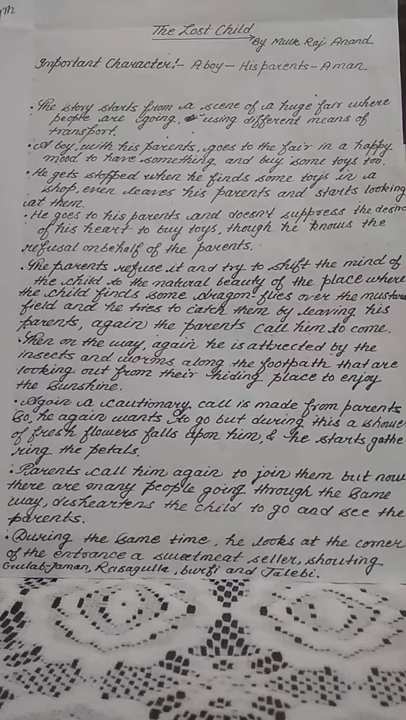 The Lost Child
By Mulk Raj Anand
Important Character:- A boy - His parents - A man
• The story starts from a scene of a huge fair where
people are going, using different means of
transport.
• A boy, with his parents, goes to the fair in a happy
mood to have something, and buy some toys too.
• He gets stopped when he finds some toys in a
shop, even leaves his parents and starts looking
at them.
• He goes to his parents and doesn't suppress the desire
of his heart to buy toys, though he knows the
refusal onbehalf of the parents.
• The parents refuse it and try to shift the mind of
the child to the natural beauty of the place where
the child finds some dragon flies over the mustard
field and he tries to catch them by leaving his
parents, again the parents call him to come.
• Then on the way, again he is attrected by the
insects and worms along the footpath that are
looking out from their hiding place to enjoy
the Sunshine.
• Again a cautionary call is made from parents
So, he again wants to go but during this a shower
of fresh flowers falls upon him, & he starts gathe
ring the petals.
• Parents call him again to join them but now
there are many people going through the Same
way, disheartens the child to go and see the
parents.
• During the Same time, he looks at the corner
of the entrance a sweetmeat seller, shouting
Gulab-Jaman, Rasagulla, burfi and Jalebi.